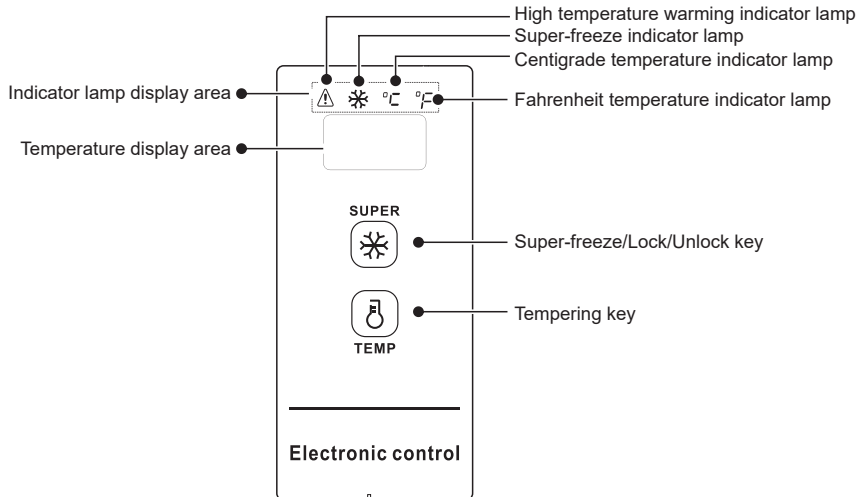 High temperature warming indicator lamp
Super-freeze indicator lamp
Centigrade temperature indicator lamp
Indicator lamp display area
°C °F
Fahrenheit temperature indicator lamp
Temperature display area
SUPER
Super-freeze/Lock/Unlock key
Tempering key
TEMP
Electronic control